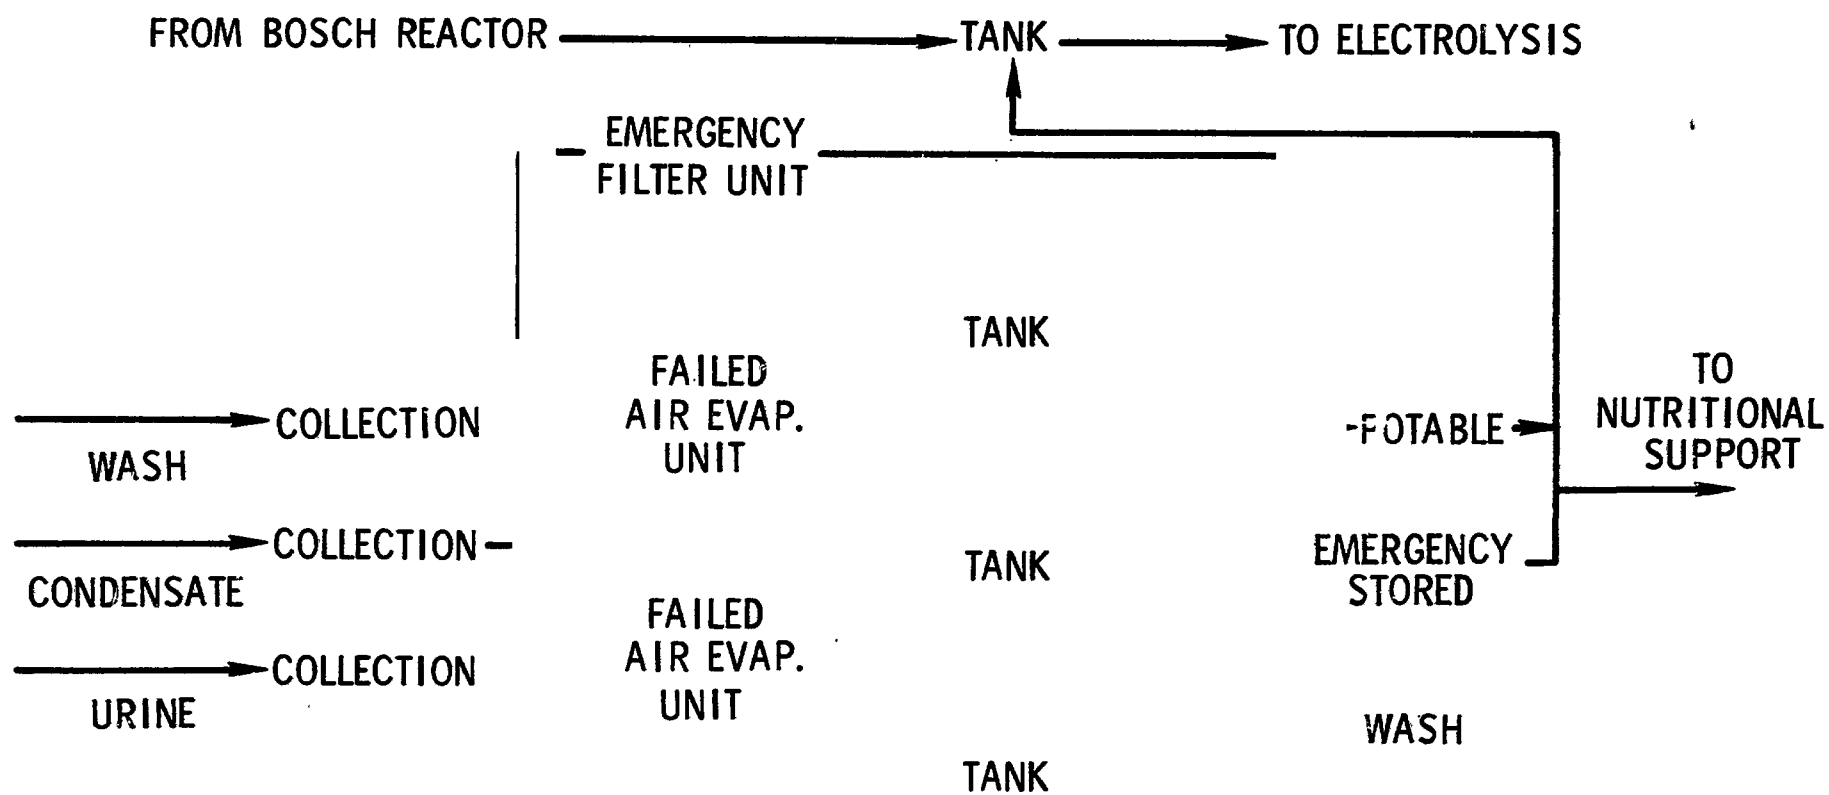 FROM BOSCH REACTOR
TANK
TO ELECTROLYSIS
EMERGENCY
FILTER UNIT
TANK
FAILED
AIR EVAP.
UNIT
WASH
COLLECTION
POTABLE
TO
NUTRITIONAL
SUPPORT
CONDENSATE
COLLECTION
TANK
EMERGENCY
STORED
FAILED
AIR EVAP.
UNIT
URINE
COLLECTION
WASH
TANK